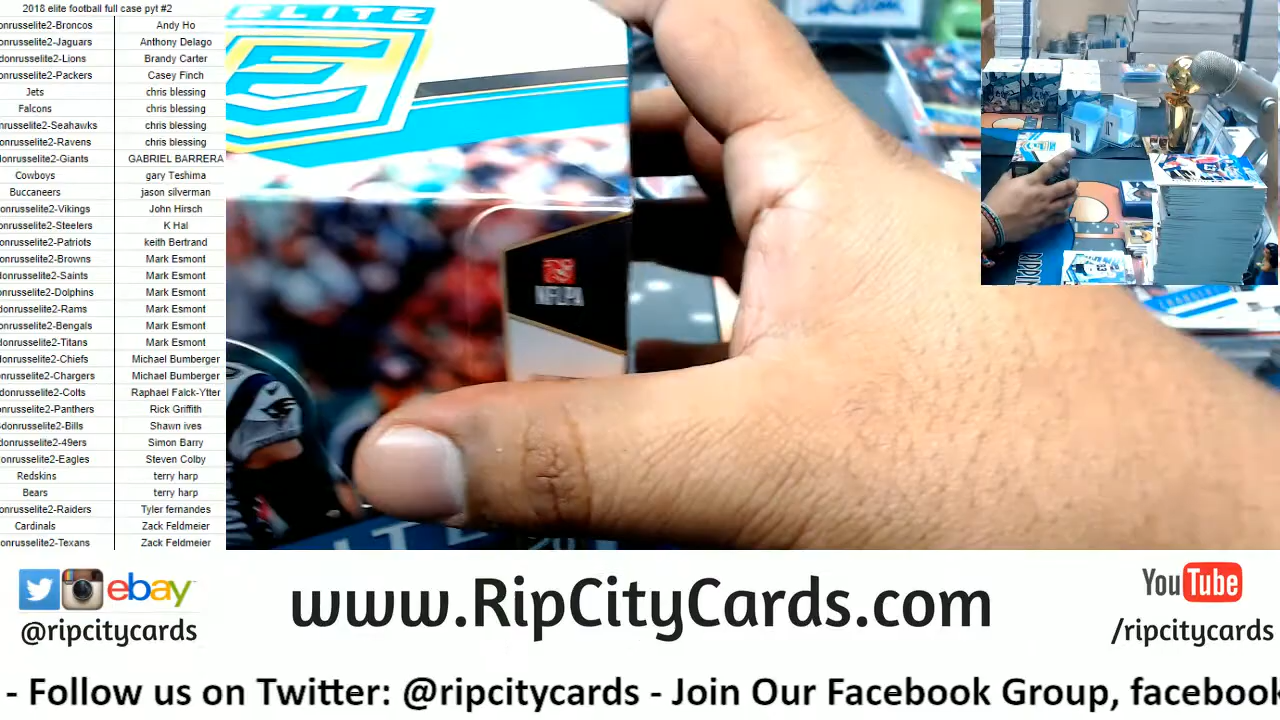 2018 elite football full case pyt #2
onrusselite2-Broncos Andy Ho
onrusselite2-Jaguars Anthony Delago
donrusselite2-Lions Brandy Carter
onrusselite2-Packers Casey Finch
Jets chris blessing
Falcons chris blessing
nrusselite2-Seahawks chris blessing
onrusselite2-Ravens chris blessing
onrusselite2-Giants GABRIEL BARRERA
Cowboys gary Teshima
Buccaneers jason silverman
onrusselite2-Vikings John Hirsch
onrusselite2-Steelers K Hal
onrusselite2-Patriots keith Bertrand
onrusselite2-Browns Mark Esmont
donrusselite2-Saints Mark Esmont
onrusselite2-Dolphins Mark Esmont
donrusselite2-Rams Mark Esmont
onrusselite2-Bengals Mark Esmont
donrusselite2-Titans Mark Esmont
onrusselite2-Chiefs Michael Bumberger
nrusselite2-Chargers Michael Bumberger
donrusselite2-Colts Raphael Falck-Ytter
nrusselite2-Panthers Rick Griffith
donrusselite2-Bills Shawn ives
donrusselite2-49ers Simon Barry
onrusselite2-Eagles Steven Colby
Redskins terry harp
Bears terry harp
onrusselite2-Raiders Tyler fernandes
Cardinals Zack Feldmeier
onrusselite2-Texans Zack Feldmeier
ELITE
E
NFLPA
ebay
@ripcitycards
www.RipCityCards.com
YouTube
/ripcitycards
- Follow us on Twitter: @ripcitycards - Join Our Facebook Group, facebook